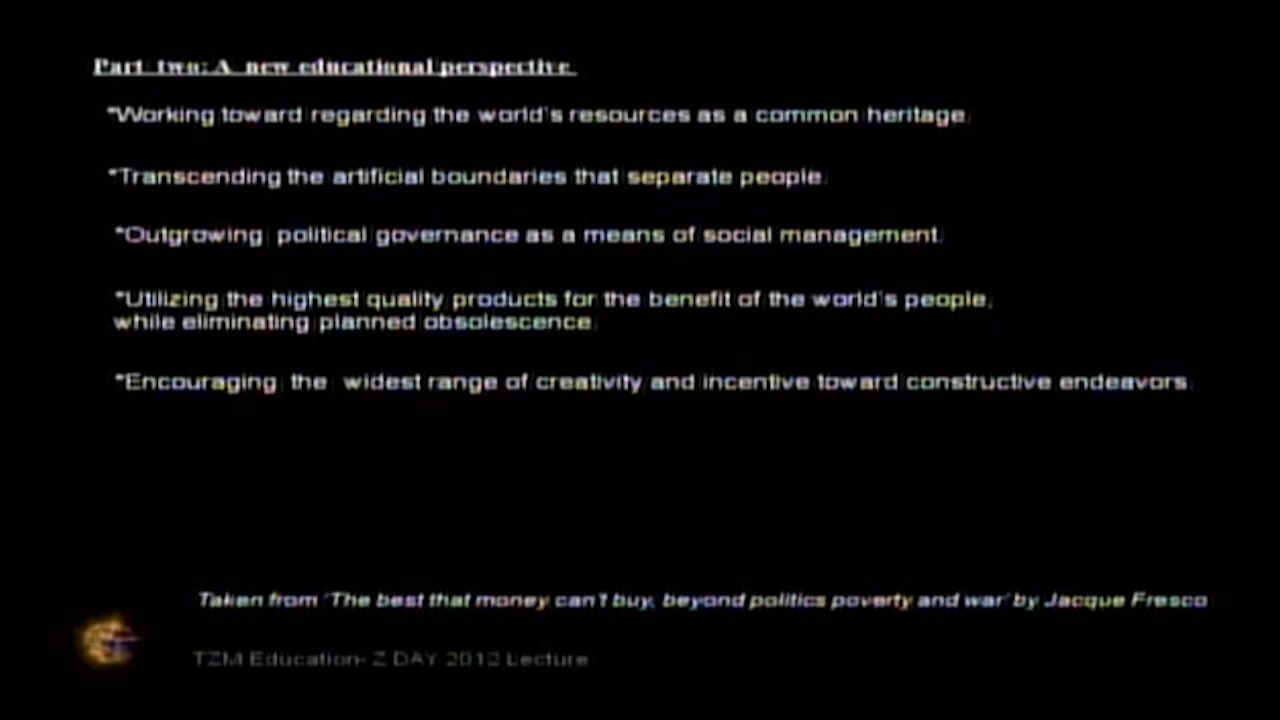 Part two: A new educational perspective
*Working toward regarding the world's resources as a common heritage.
*Transcending the artificial boundaries that separate people.
*Outgrowing political governance as a means of social management.
*Utilizing the highest quality products for the benefit of the world's people,
while eliminating planned obsolescence.
*Encouraging the widest range of creativity and incentive toward constructive endeavors.
Taken from 'The best that money can't buy, beyond politics poverty and war' by Jacque Fresco
TZM Education- Z DAY 2012 Lecture